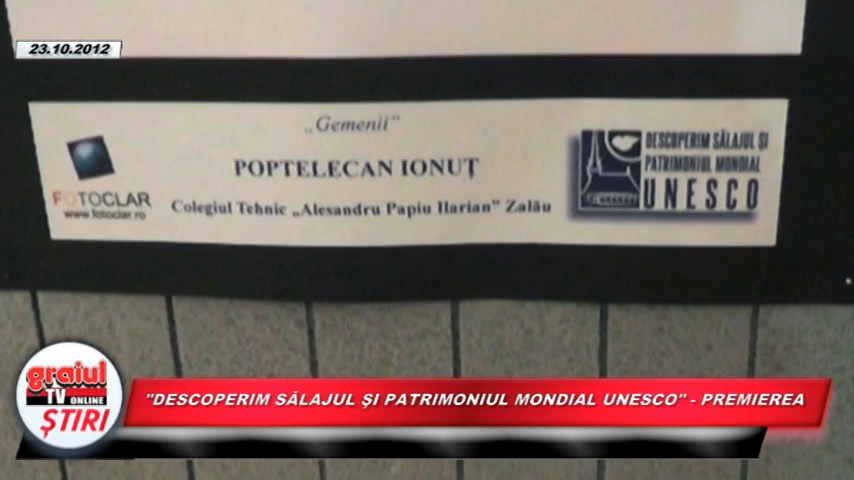 23.10.2012
„Gemenii”
POPTELECAN IONUȚ
Colegiul Tehnic „Alesandru Papiu Ilarian” Zalău
FOTOCLAR
www.fotoclar.ro
DESCOPERIM SĂLAJUL ȘI
PATRIMONIUL MONDIAL
UNESCO
graiul
TV ONLINE
ȘTIRI
"DESCOPERIM SĂLAJUL ŞI PATRIMONIUL MONDIAL UNESCO" - PREMIEREA